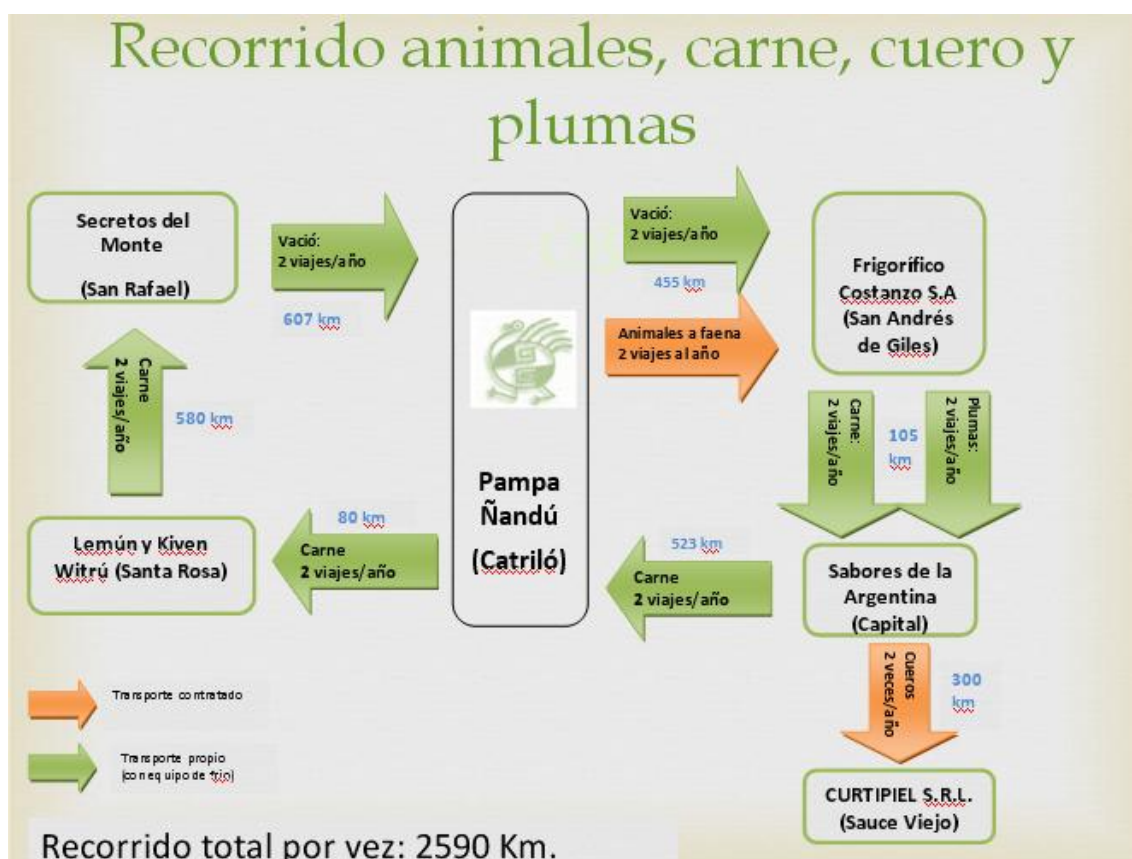 Recorrido animales, carne, cuero y
plumas
Secretos del
Monte
(San Rafael)
Vació:
2 viajes/año
607 km
Vació:
2 viajes/año
455 km
Animales a faena
2 viajes al año
Frigorífico
Costanzo S.A
(San Andrés
de Giles)
Carne
2 viajes/año
580 km
Pampa
Ñandú
(Catriló)
Carne:
2 viajes/año
105
km
Plumas:
2 viajes/año
Lemún y Kiven
Witrú (Santa Rosa)
80 km
Carne
2 viajes/año
523 km
Carne
2 viajes/año
Sabores de la
Argentina
(Capital)
Cueros
2 veces/año
300
km
Transporte contratado
Transporte propio
(con equipo de frio)
CURTIPIEL S.R.L.
(Sauce Viejo)
Recorrido total por vez: 2590 Km.